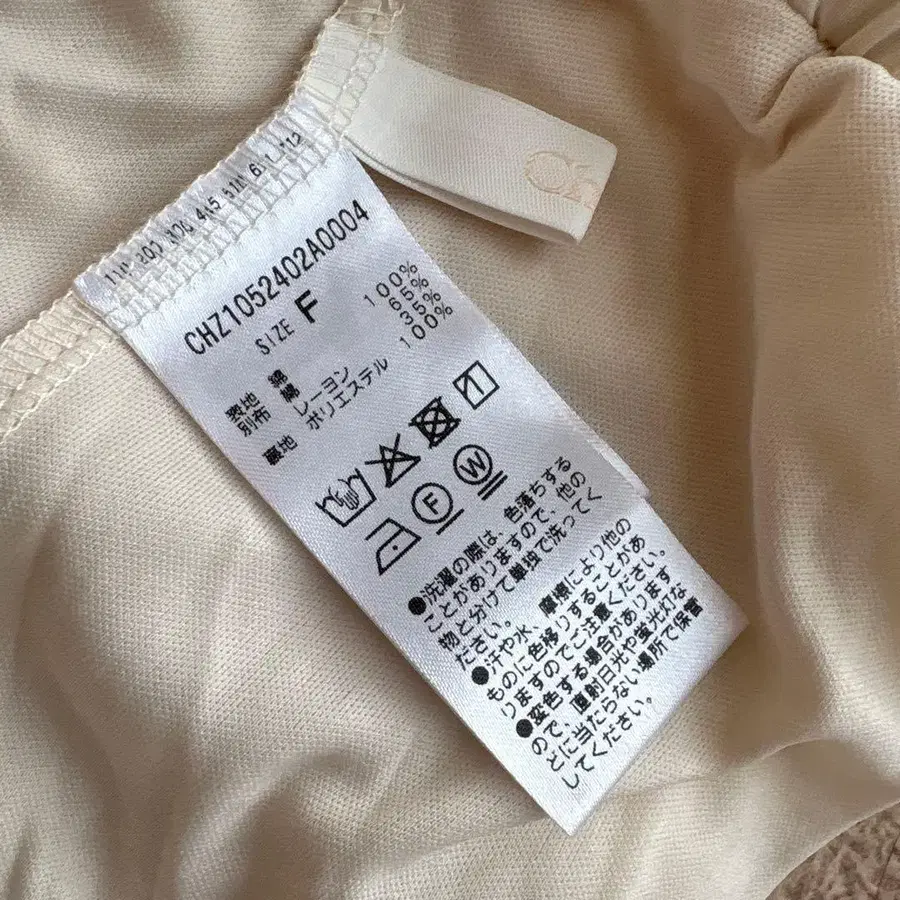 CHZ1052402A0004
SIZE F
表地 綿 100%
別布 綿 65%
レーヨン 35%
裏地 ポリエステル 100%
F W
●洗濯の際は、色落ちする
ことがありますので、他の
物と分けて単独で洗ってく
ださい。
●汗や水、摩擦により他の
ものに色移りすることがあ
りますのでご注意ください。
●変色する場合があります
ので、直射日光や蛍光灯な
どに当たらない場所で保管
してください。